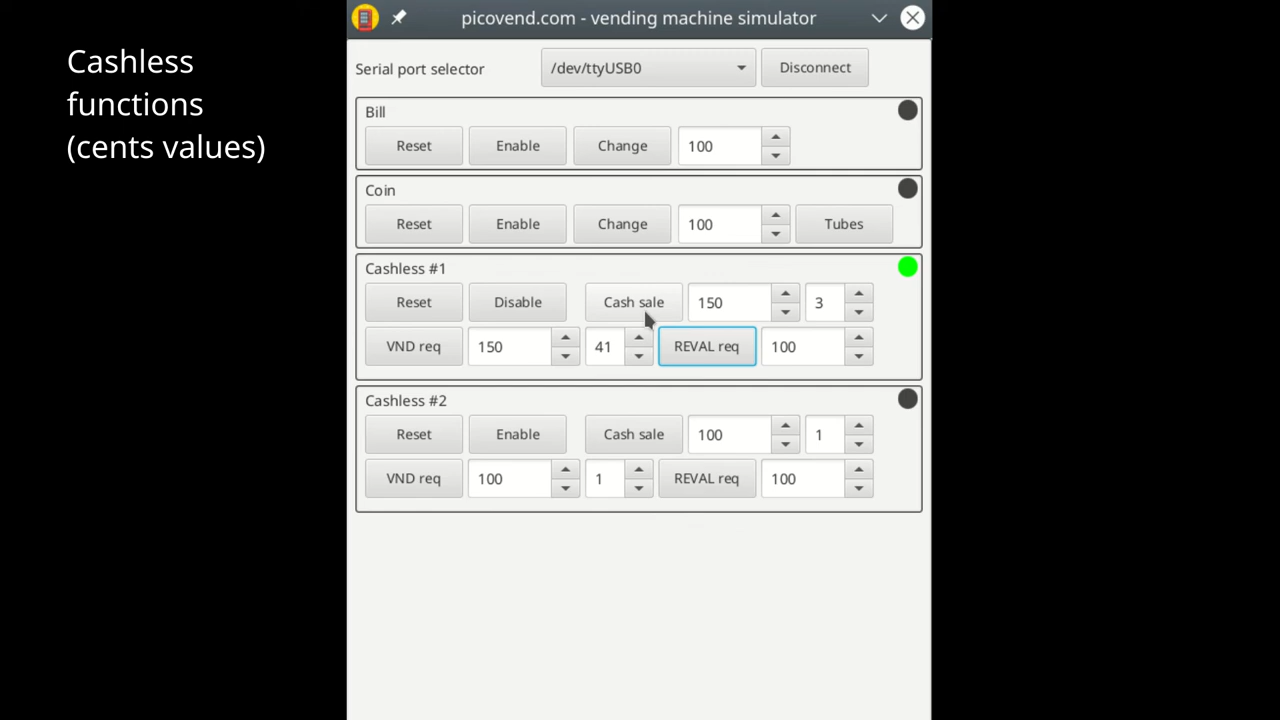 Cashless
functions
(cents values)
picovend.com - vending machine simulator
Serial port selector /dev/ttyUSB0 Disconnect
Bill
Reset Enable Change 100
Coin
Reset Enable Change 100 Tubes
Cashless #1
Reset Disable Cash sale 150 3
VND req 150 41 REVAL req 100
Cashless #2
Reset Enable Cash sale 100 1
VND req 100 1 REVAL req 100